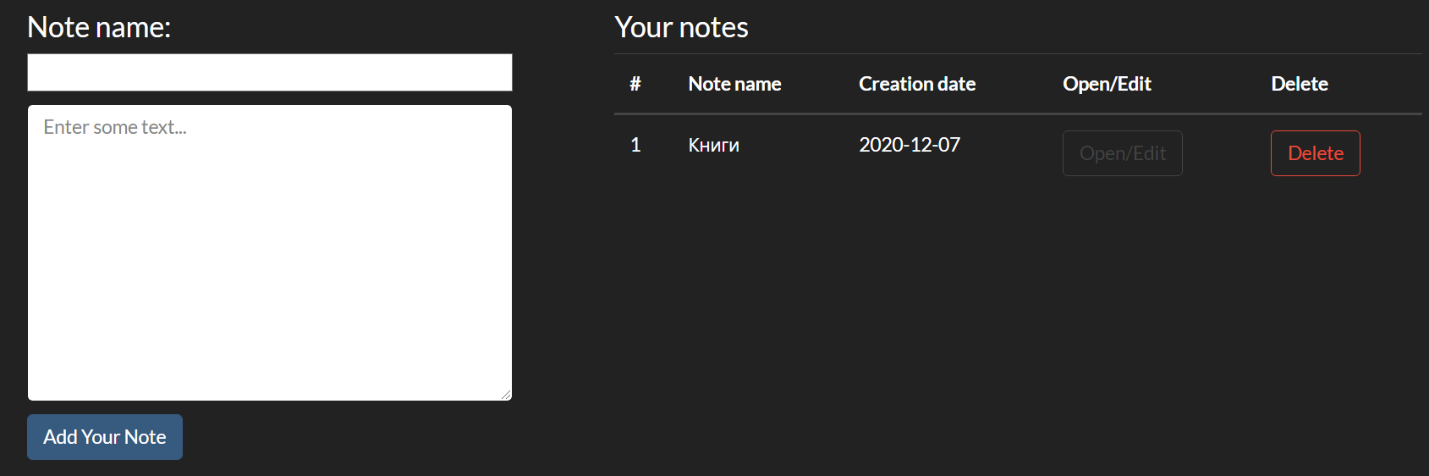 Note name:
Enter some text...
Add Your Note
Your notes
# Note name Creation date Open/Edit Delete
1 Книги 2020-12-07 Open/Edit Delete